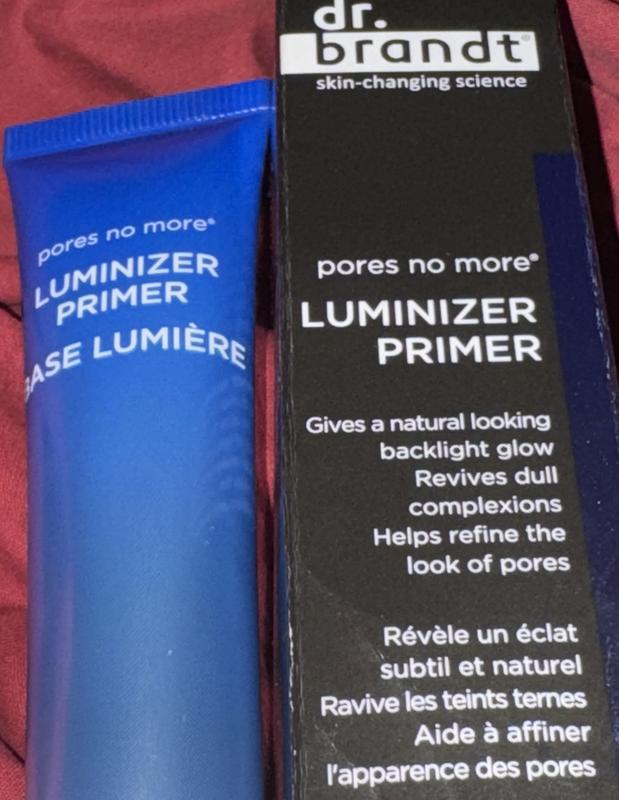 pores no more®
LUMINIZER
PRIMER
BASE LUMIÈRE
dr.
brandt®
skin-changing science
pores no more®
LUMINIZER
PRIMER
Gives a natural looking
backlight glow
Revives dull
complexions
Helps refine the
look of pores
Révèle un éclat
subtil et naturel
Ravive les teints ternes
Aide à affiner
l'apparence des pores